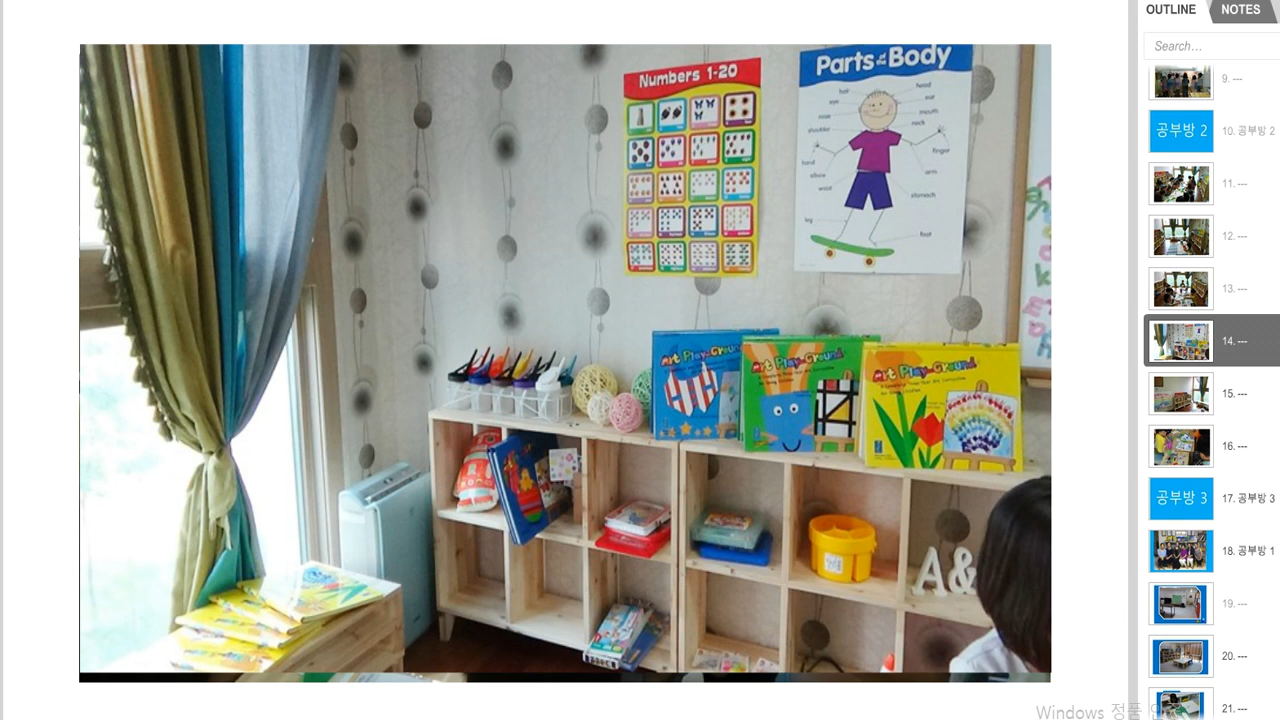 OUTLINE
NOTES
Search...
9. ---
공부방 2
10. 공부방 2
11. ---
12. ---
13. ---
14. ---
15. ---
16. ---
공부방 3
17. 공부방 3
18. 공부방 1
19. ---
20. ---
21. ---
Numbers 1-20
Parts of the Body
hair
head
eye
ear
nose
mouth
shoulder
neck
hand
finger
elbow
arm
waist
stomach
leg
foot
Art Play-Ground
Art Play-Ground
Art Play-Ground
A&
Windows 정품